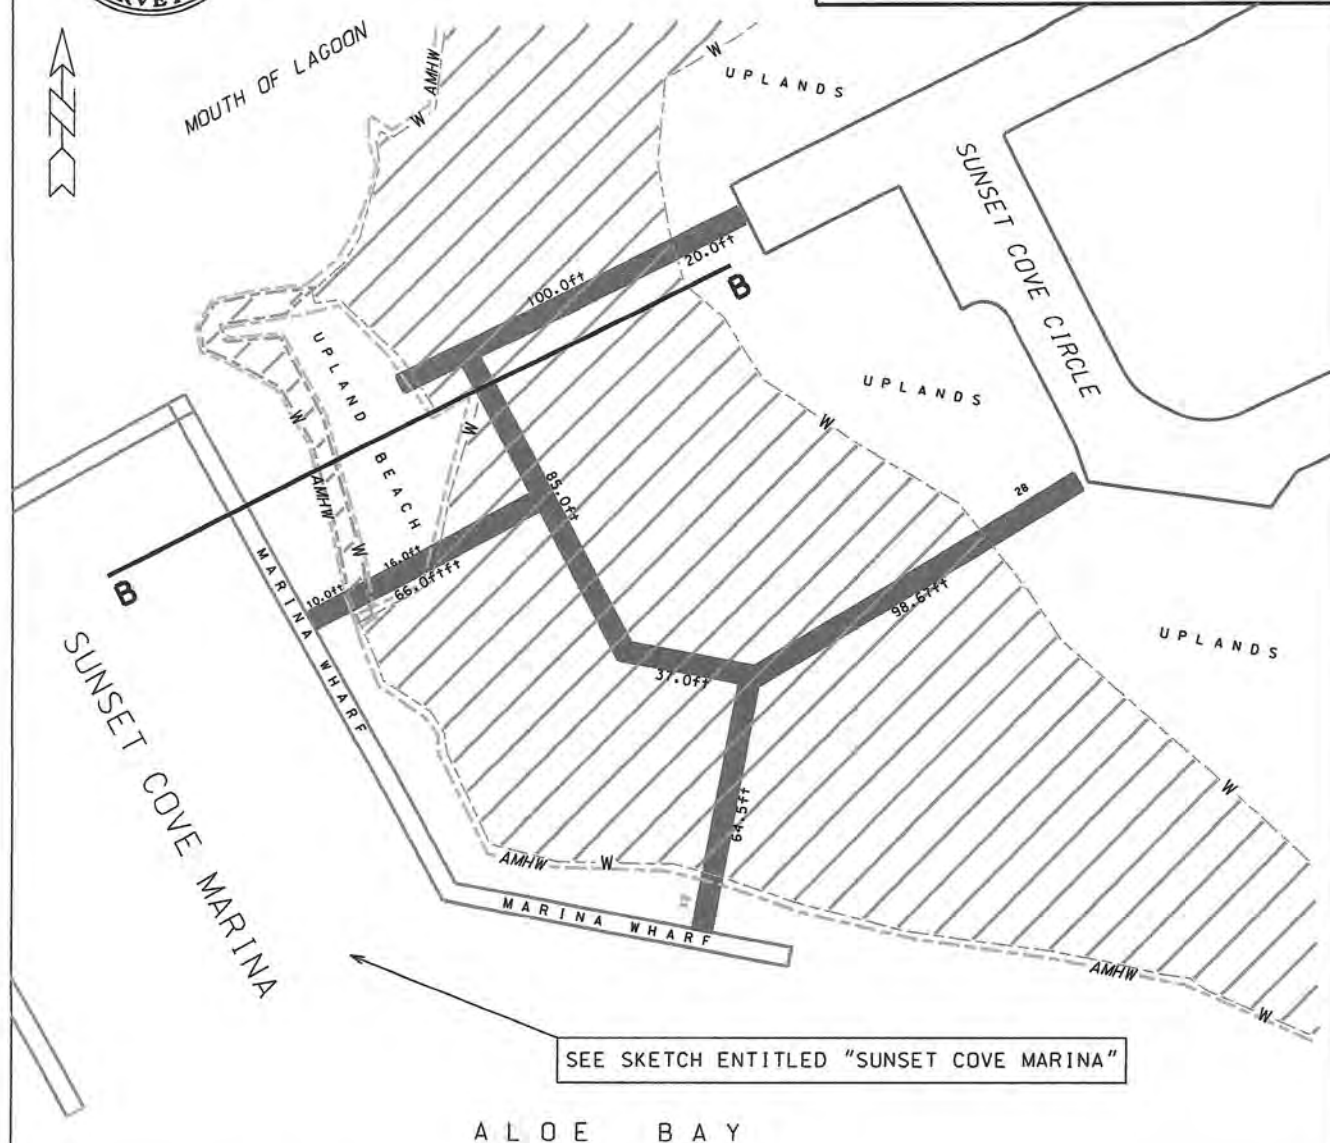 MOUTH OF LAGOON
AMHW
W
W
UPLANDS
SUNSET COVE CIRCLE
20.0ft
100.0ft
B
UPLAND BEACH
UPLANDS
W
W
W
85.0ft
28
AMHW
W
16.0ft
10.0ft
66.0ftft
98.67ft
B
MARINA WHARF
UPLANDS
37.0ft
SUNSET COVE MARINA
64.5ft
W
AMHW
W
MARINA WHARF
AMHW
W
SEE SKETCH ENTITLED "SUNSET COVE MARINA"
ALOE BAY